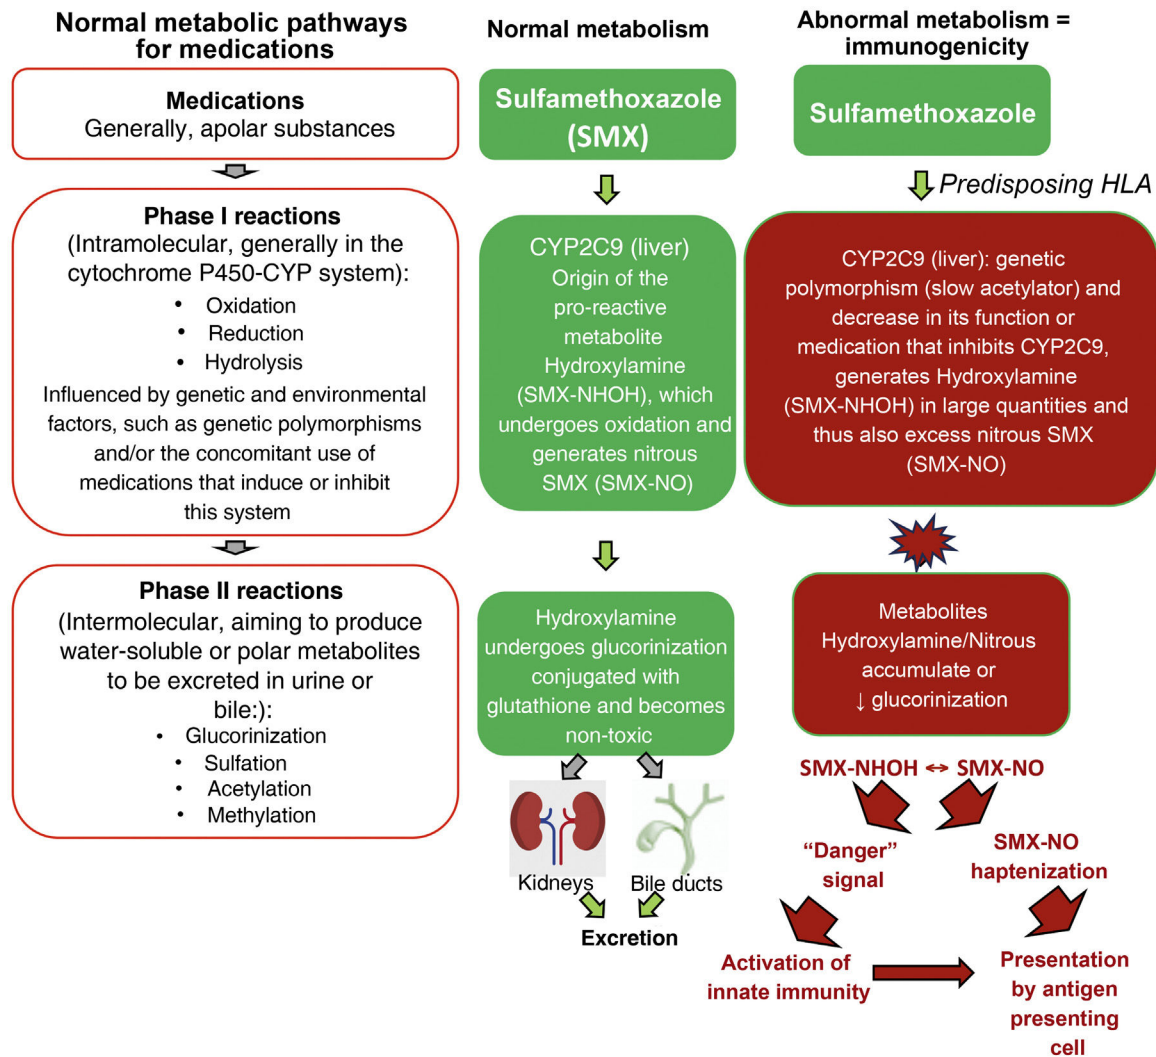 Normal metabolic pathways
for medications
Medications
Generally, apolar substances
Phase I reactions
(Intramolecular, generally in the
cytochrome P450-CYP system):
• Oxidation
• Reduction
• Hydrolysis
Influenced by genetic and environmental
factors, such as genetic polymorphisms
and/or the concomitant use of
medications that induce or inhibit
this system
Phase II reactions
(Intermolecular, aiming to produce
water-soluble or polar metabolites
to be excreted in urine or
bile:):
• Glucorinization
• Sulfation
• Acetylation
• Methylation
Normal metabolism
Sulfamethoxazole
(SMX)
CYP2C9 (liver)
Origin of the
pro-reactive
metabolite
Hydroxylamine
(SMX-NHOH), which
undergoes oxidation and
generates nitrous
SMX (SMX-NO)
Hydroxylamine
undergoes glucorinization
conjugated with
glutathione and becomes
non-toxic
Kidneys
Bile ducts
Excretion
Abnormal metabolism =
immunogenicity
Sulfamethoxazole
Predisposing HLA
CYP2C9 (liver): genetic
polymorphism (slow acetylator) and
decrease in its function or
medication that inhibits CYP2C9,
generates Hydroxylamine
(SMX-NHOH) in large quantities and
thus also excess nitrous SMX
(SMX-NO)
Metabolites
Hydroxylamine/Nitrous
accumulate or
↓ glucorinization
SMX-NHOH ↔ SMX-NO
“Danger”
signal
SMX-NO
haptenization
Activation of
innate immunity
Presentation
by antigen
presenting
cell